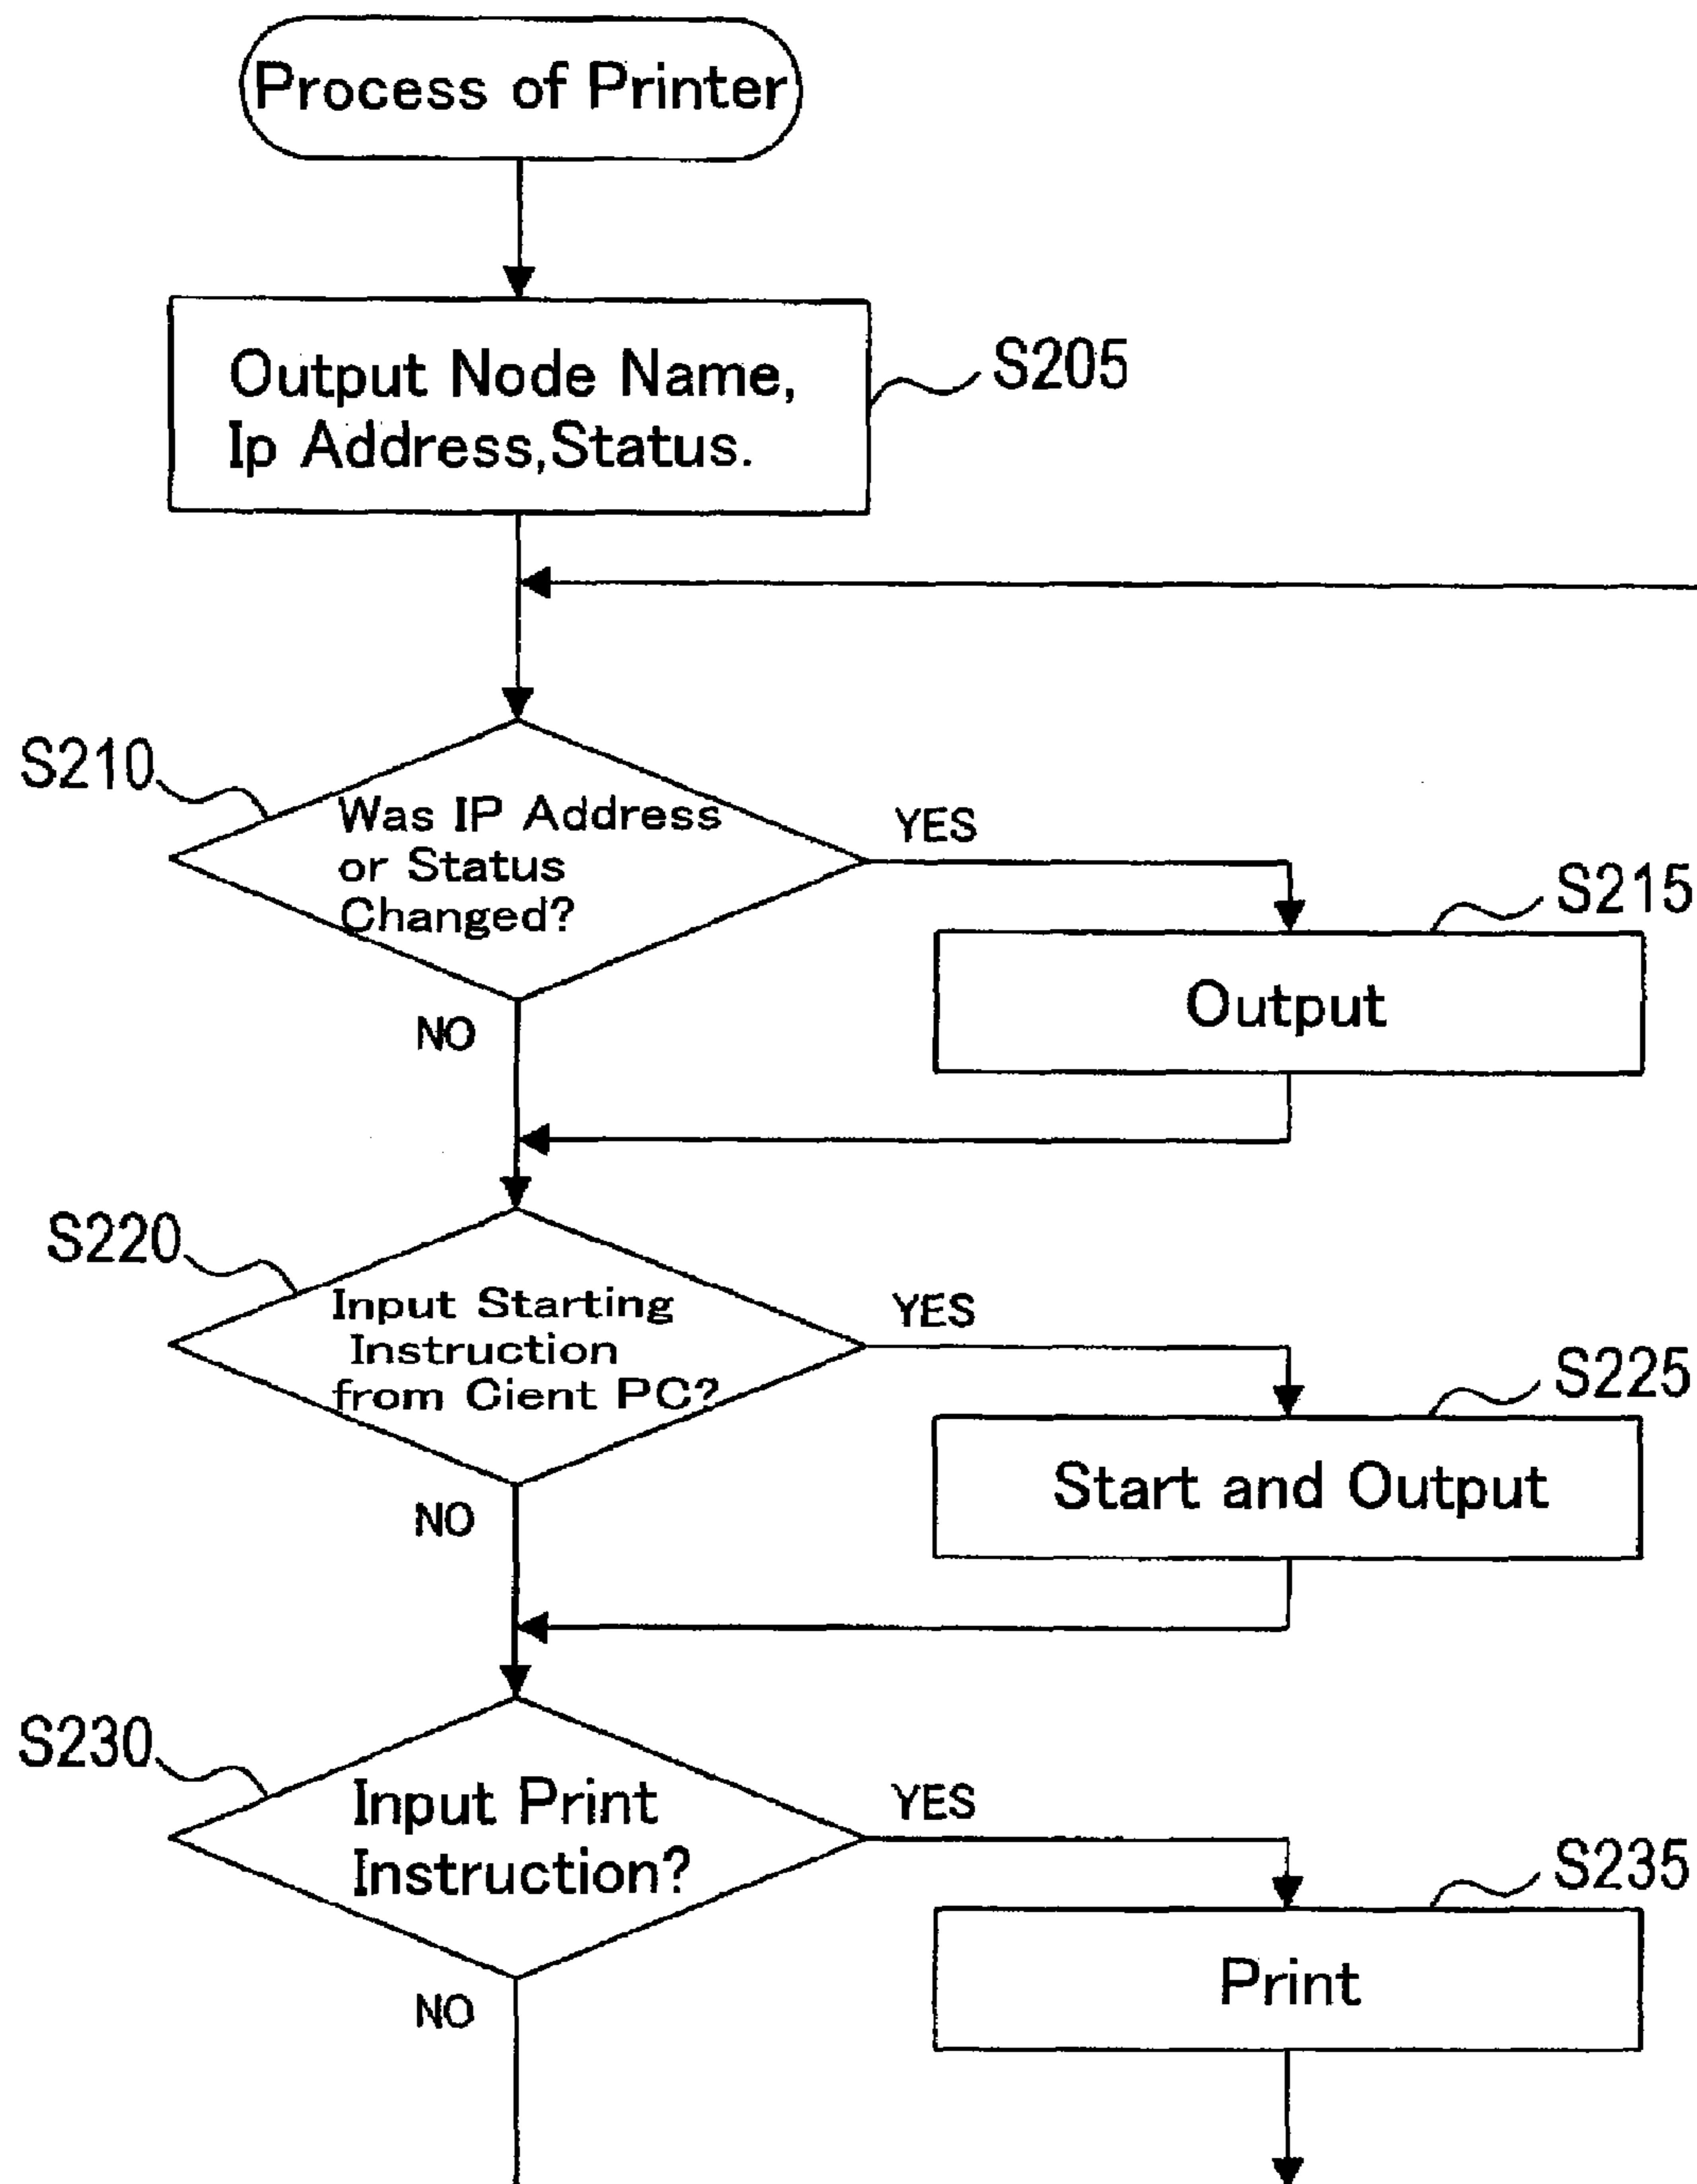 Process of Printer
Output Node Name,
Ip Address,Status.
S205
S210
Was IP Address
or Status
Changed?
YES
S215
Output
NO
S220
Input Starting
Instruction
from Cient PC?
YES
S225
Start and Output
NO
S230
Input Print
Instruction?
YES
S235
Print
NO